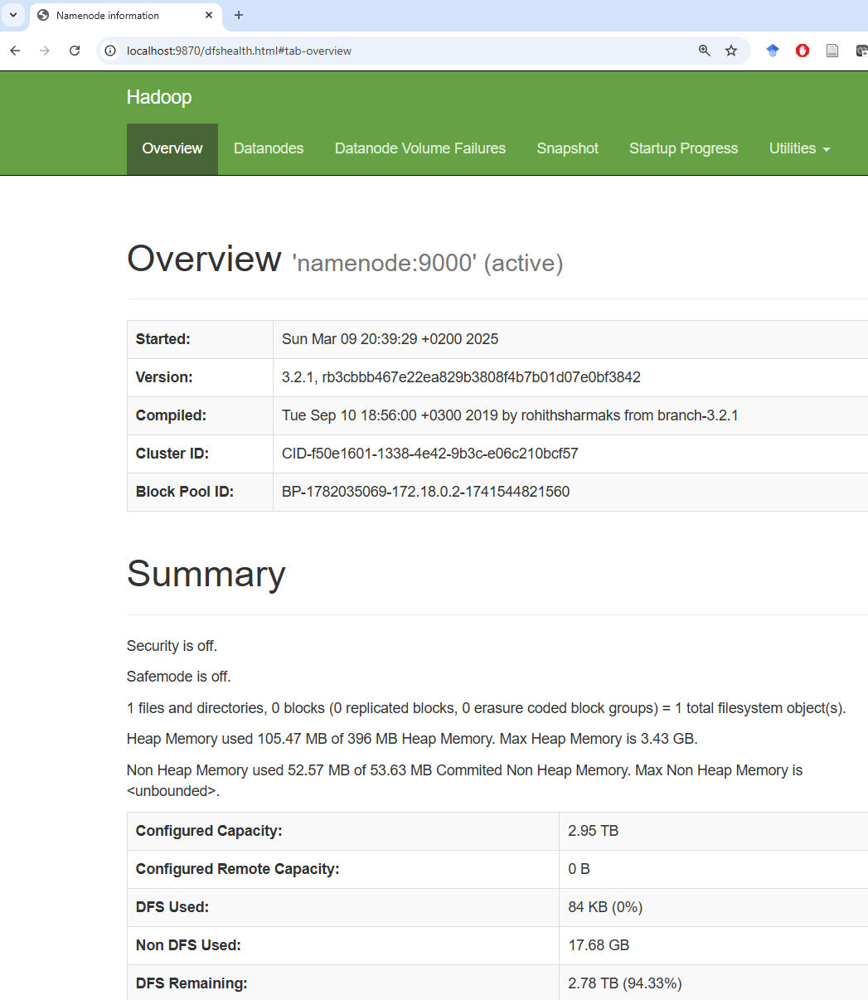 Namenode information
localhost:9870/dfshealth.html#tab-overview
Hadoop
Overview Datanodes Datanode Volume Failures Snapshot Startup Progress Utilities
Overview 'namenode:9000' (active)
Started: Sun Mar 09 20:39:29 +0200 2025
Version: 3.2.1, rb3cbbb467e22ea829b3808f4b7b01d07e0bf3842
Compiled: Tue Sep 10 18:56:00 +0300 2019 by rohithsharmaks from branch-3.2.1
Cluster ID: CID-f50e1601-1338-4e42-9b3c-e06c210bcf57
Block Pool ID: BP-1782035069-172.18.0.2-1741544821560
Summary
Security is off.
Safemode is off.
1 files and directories, 0 blocks (0 replicated blocks, 0 erasure coded block groups) = 1 total filesystem object(s).
Heap Memory used 105.47 MB of 396 MB Heap Memory. Max Heap Memory is 3.43 GB.
Non Heap Memory used 52.57 MB of 53.63 MB Commited Non Heap Memory. Max Non Heap Memory is
<unbounded>.
Configured Capacity: 2.95 TB
Configured Remote Capacity: 0 B
DFS Used: 84 KB (0%)
Non DFS Used: 17.68 GB
DFS Remaining: 2.78 TB (94.33%)